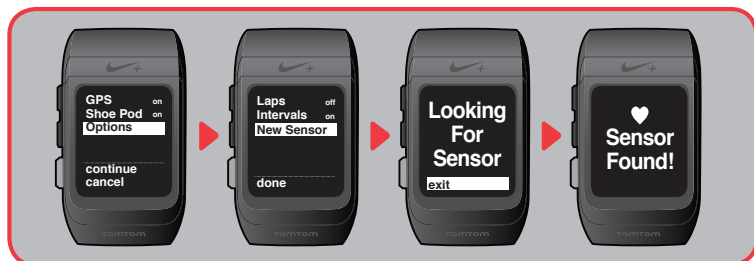 GPS on
Shoe Pod on
Options
continue
cancel
TOMTOM
Laps off
Intervals on
New Sensor
done
TOMTOM
Looking
For
Sensor
exit
TOMTOM
Sensor
Found!
TOMTOM